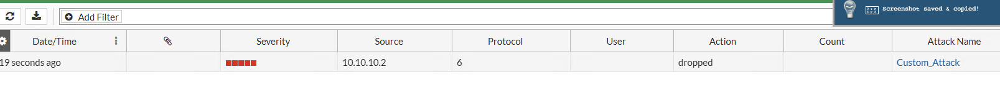 Screenshot saved & copied!
Add Filter
Date/Time Severity Source Protocol User Action Count Attack Name
19 seconds ago 10.10.10.2 6 dropped Custom_Attack